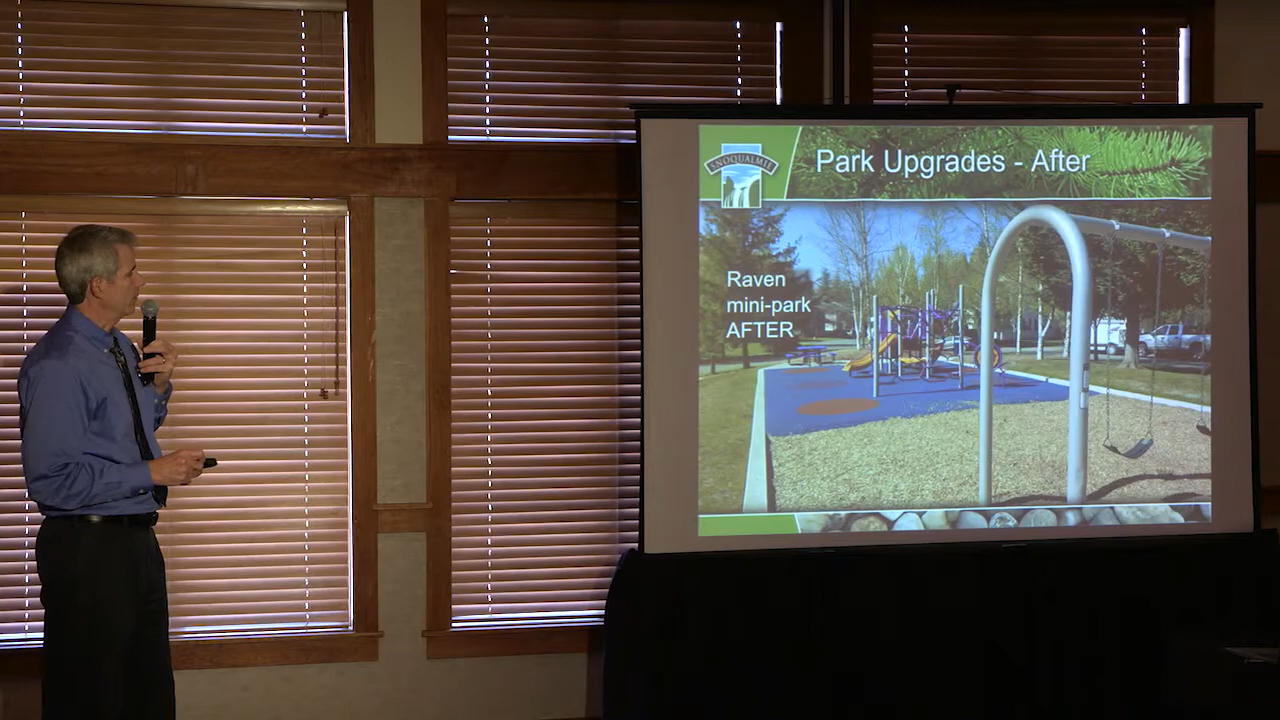 SNOQUALMIE
Park Upgrades - After
Raven
mini-park
AFTER